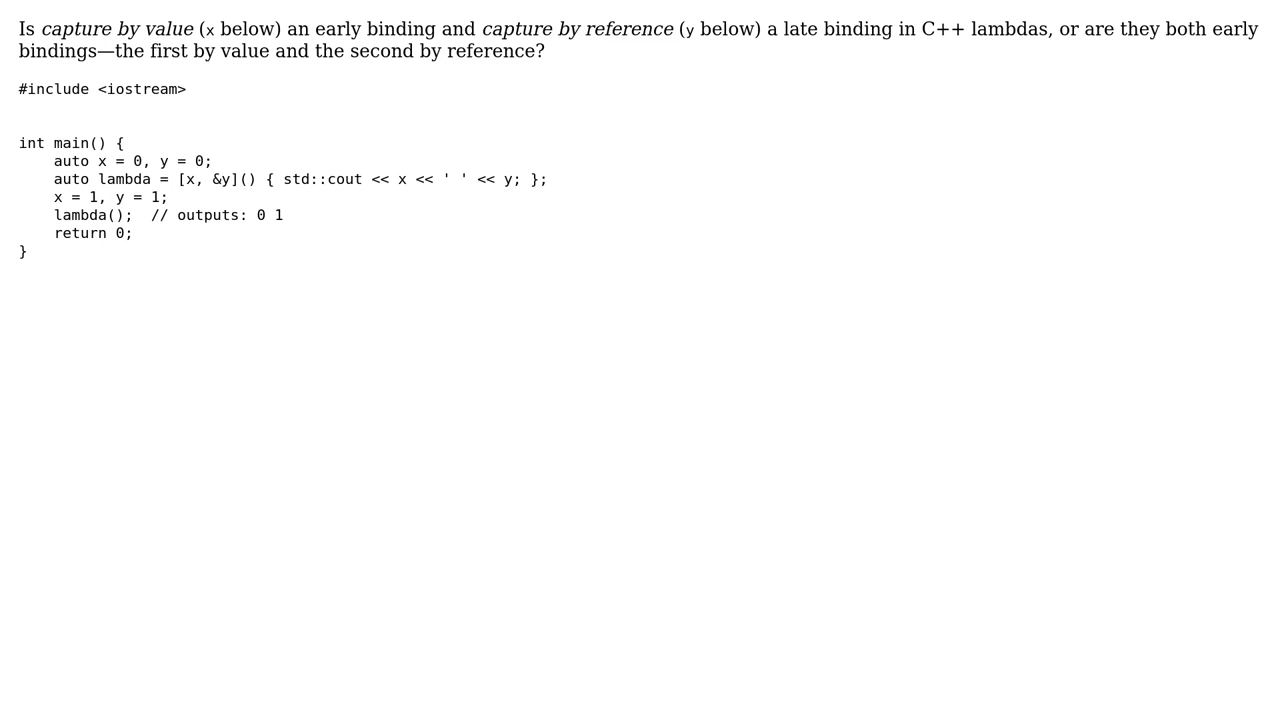 Is capture by value (x below) an early binding and capture by reference (y below) a late binding in C++ lambdas, or are they both early
bindings—the first by value and the second by reference?
#include <iostream>
int main() {
    auto x = 0, y = 0;
    auto lambda = [x, &y]() { std::cout << x << ' ' << y; };
    x = 1, y = 1;
    lambda();  // outputs: 0 1
    return 0;
}